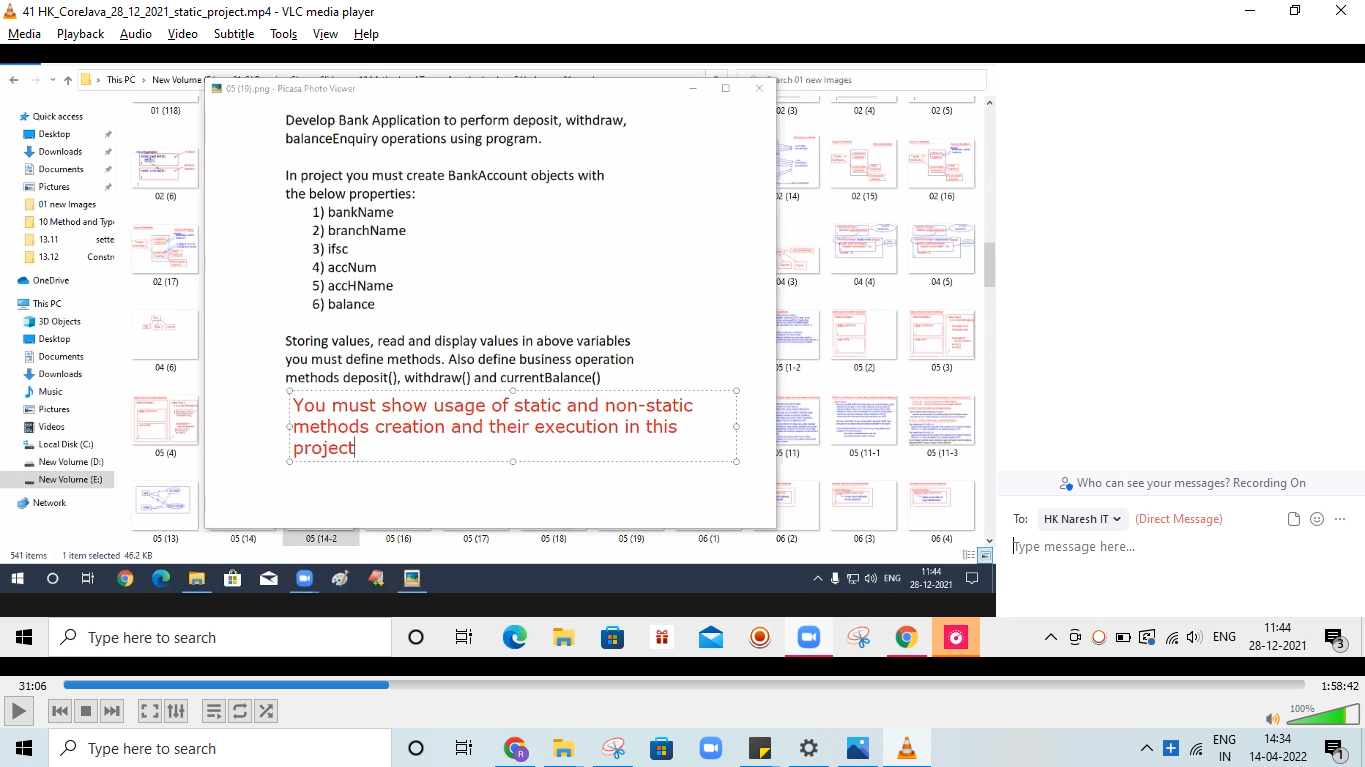 41 HK_CoreJava_28_12_2021_static_project.mp4 - VLC media player
Media Playback Audio Video Subtitle Tools View Help
This PC
05 (19).png - Picasa Photo Viewer
Develop Bank Application to perform deposit, withdraw,
balanceEnquiry operations using program.
In project you must create BankAccount objects with
the below properties:
1) bankName
2) branchName
3) ifsc
4) accNum
5) accHName
6) balance
Storing values, read and display values in above variables
you must define methods. Also define business operation
methods deposit(), withdraw() and currentBalance()
You must show usage of static and non-static
methods creation and their execution in this
project
Quick access
Desktop
Downloads
Documents
Pictures
01 new Images
10 Method and Typ
13.11 sette
13.12 Constr
OneDrive
This PC
3D Objects
Desktop
Documents
Downloads
Music
Pictures
Videos
Local Disk (C:)
New Volume (D:)
New Volume (E:)
Network
01 (118)
02 (6)
02 (17)
04 (6)
05 (4)
02 (3) 02 (4) 02 (5)
02 (14) 02 (15) 02 (16)
04 (3) 04 (4) 04 (5)
05 (1-2 05 (2) 05 (3)
05 (11) 05 (11-1 05 (11-3
05 (13) 05 (14) 05 (14-2 05 (16) 05 (17) 05 (18) 05 (19) 06 (1) 06 (2) 06 (3) 06 (4)
541 items 1 item selected 46.2 KB
ENG
11:44
28-12-2021
Who can see your messages? Recording On
To: HK Naresh IT (Direct Message)
Type message here...
Type here to search
ENG
11:44
28-12-2021
3
31:06
1:58:42
100%
Type here to search
R
ENG
IN
14:34
14-04-2022
1